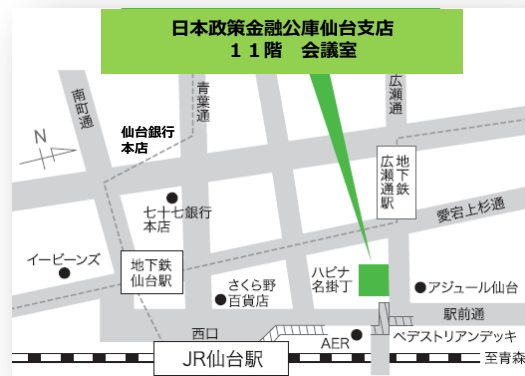 日本政策金融公庫仙台支店
１１階　会議室
南町通
青葉通
広瀬通
N
仙台銀行
本店
地下鉄
広瀬通駅
七十七銀行
本店
愛宕上杉通
イービーンズ
地下鉄
仙台駅
さくら野
百貨店
ハピナ
名掛丁
アジュール仙台
駅前通
西口
AER
ペデストリアンデッキ
JR仙台駅
至青森